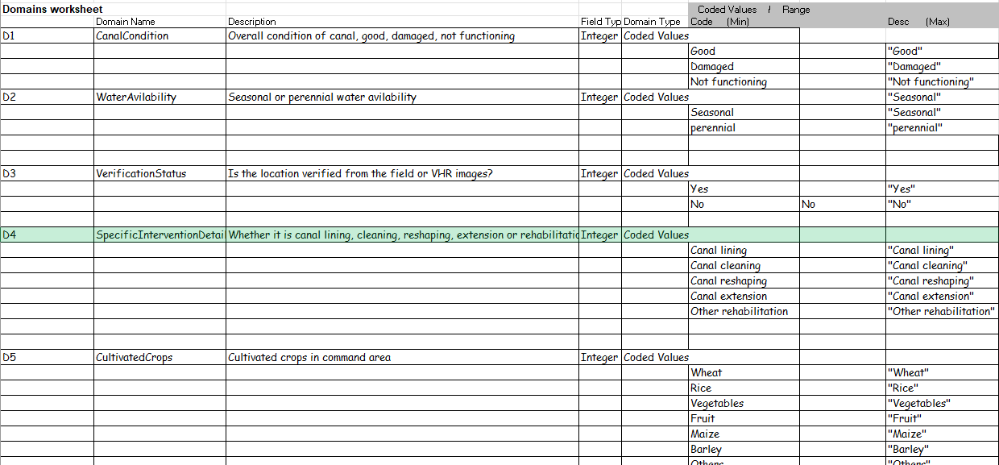 Domains worksheet Coded Values / Range
Domain Name Description Field Typ Domain Type Code (Min) Desc (Max)
D1 CanalCondition Overall condition of canal, good, damaged, not functioning Integer Coded Values
Good "Good"
Damaged "Damaged"
Not functioning "Not functioning"
D2 WaterAvilability Seasonal or perennial water avilability Integer Coded Values "Seasonal"
Seasonal "Seasonal"
perennial "perennial"
D3 VerificationStatus Is the location verified from the field or VHR images? Integer Coded Values
Yes "Yes"
No No "No"
D4 SpecificInterventionDetail Whether it is canal lining, cleaning, reshaping, extension or rehabilitatio Integer Coded Values
Canal lining "Canal lining"
Canal cleaning "Canal cleaning"
Canal reshaping "Canal reshaping"
Canal extension "Canal extension"
Other rehabilitation "Other rehabilitation"
D5 CultivatedCrops Cultivated crops in command area Integer Coded Values
Wheat "Wheat"
Rice "Rice"
Vegetables "Vegetables"
Fruit "Fruit"
Maize "Maize"
Barley "Barley"
Others "Others"